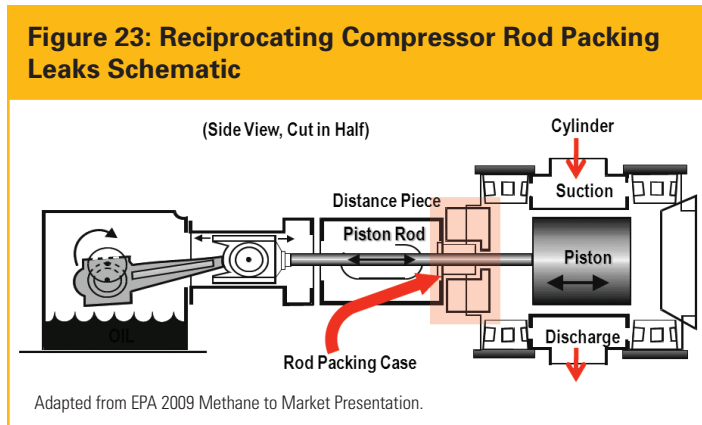 Figure 23: Reciprocating Compressor Rod Packing
Leaks Schematic
(Side View, Cut in Half)
Cylinder
Suction
Distance Piece
Piston Rod
Piston
OIL
Discharge
Rod Packing Case
Adapted from EPA 2009 Methane to Market Presentation.